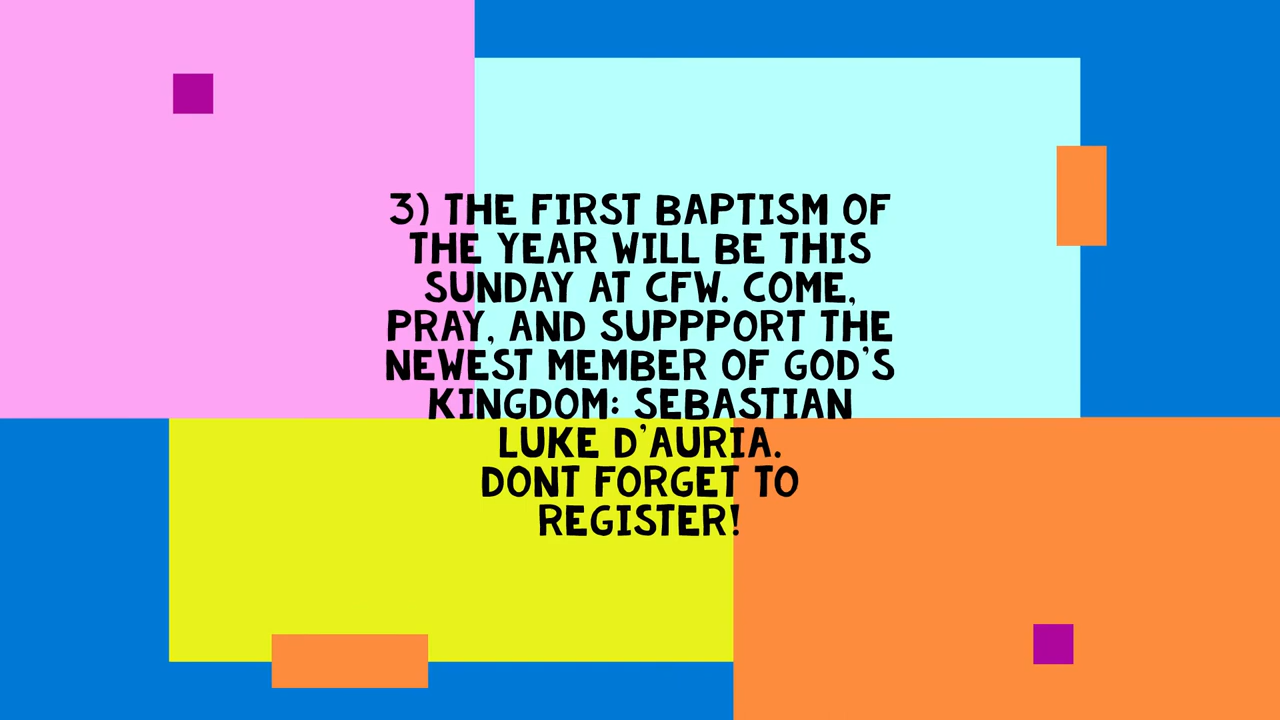 3) THE FIRST BAPTISM OF
THE YEAR WILL BE THIS
SUNDAY AT CFW. COME,
PRAY, AND SUPPPORT THE
NEWEST MEMBER OF GOD'S
KINGDOM: SEBASTIAN
LUKE D'AURIA.
DONT FORGET TO
REGISTER!